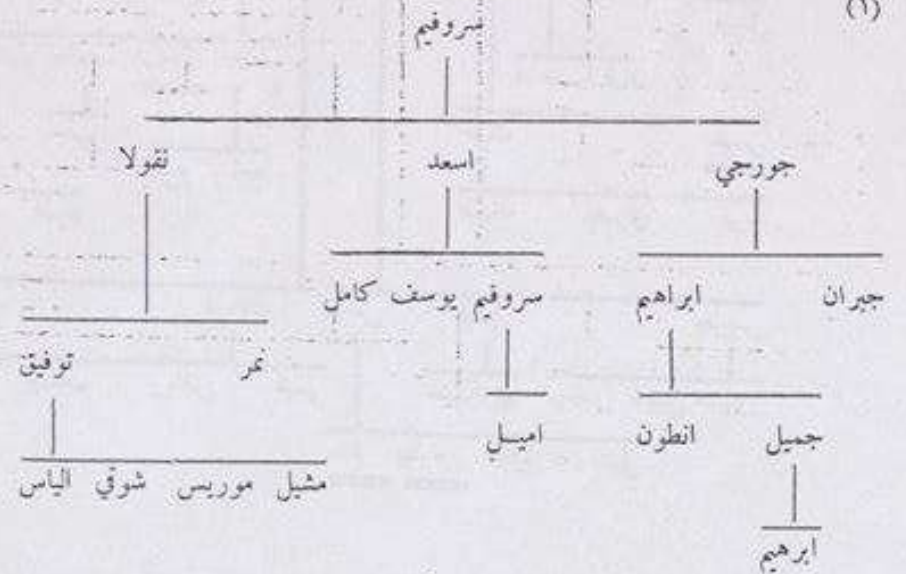 (١)
سروفيم
جورجي اسعد نقولا
جبران ابراهيم سروفيم يوسف كامل
نمر توفيق
جميل انطون اميل
مشيل موريس شوقي الياس
ابرهيم